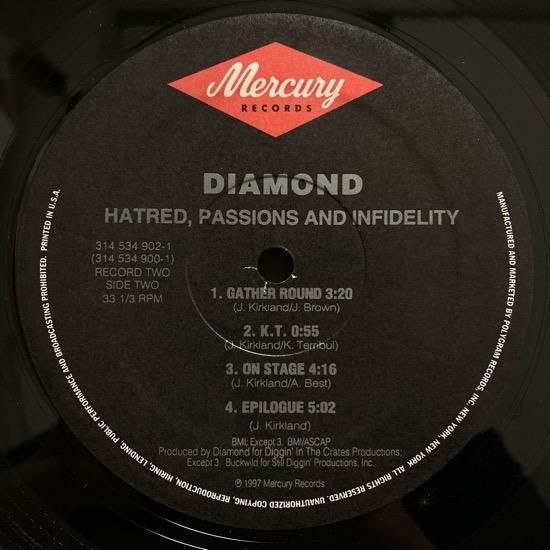 Mercury
RECORDS
DIAMOND
HATRED, PASSIONS AND INFIDELITY
314 534 902-1
(314 534 900-1)
RECORD TWO
SIDE TWO
33 1/3 RPM
1. GATHER ROUND 3:20
(J. Kirkland/J. Brown)
2. K.T. 0:55
(J. Kirkland/K. Terribul)
3. ON STAGE 4:16
(J. Kirkland/A. Best)
4. EPILOGUE 5:02
(J. Kirkland)
BMI; Except 3. BMI/ASCAP
Produced by Diamond for Diggin' In The Crates Productions;
Except 3. Buckwild for Still Diggin' Productions, Inc.
℗ 1997 Mercury Records
MANUFACTURED AND MARKETED BY POLYGRAM RECORDS, INC. NEW YORK, NEW YORK. ALL RIGHTS RESERVED. UNAUTHORIZED COPYING, REPRODUCTION, HIRING, LENDING, PUBLIC PERFORMANCE AND BROADCASTING PROHIBITED. PRINTED IN U.S.A.